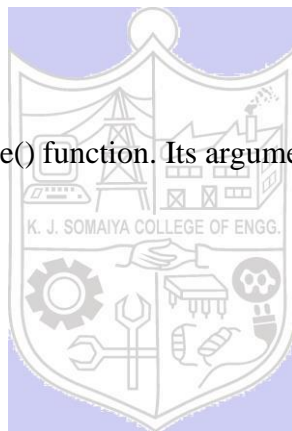 e() function. Its argume
K. J. SOMAIYA COLLEGE OF ENGG.